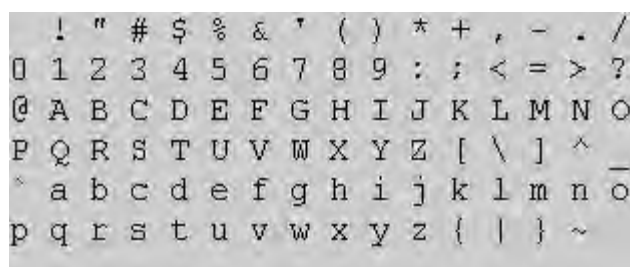 ! " # $ % & ' ( ) * + , - . /
0 1 2 3 4 5 6 7 8 9 : ; < = > ?
@ A B C D E F G H I J K L M N O
P Q R S T U V W X Y Z [ \ ] ^ _
` a b c d e f g h i j k l m n o
p q r s t u v w x y z { | } ~